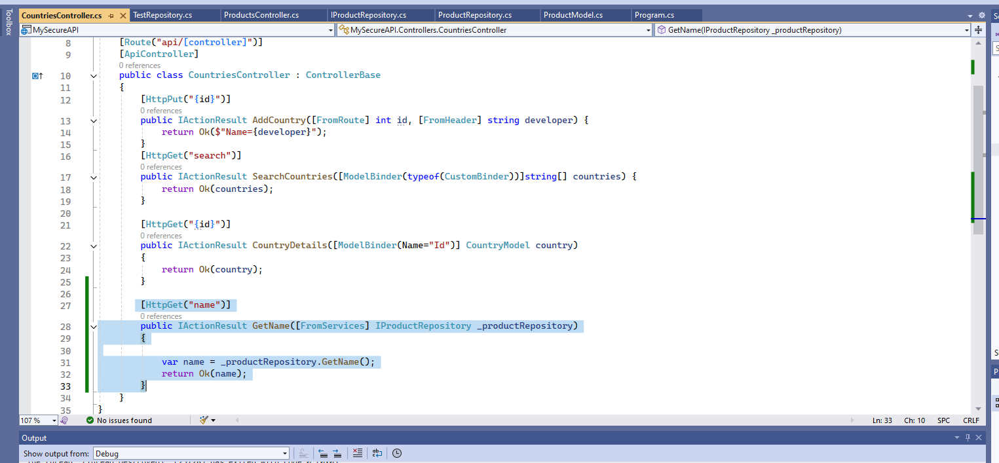 Toolbox
CountriesController.cs
TestRepository.cs
ProductsController.cs
IProductRepository.cs
ProductRepository.cs
ProductModel.cs
Program.cs
MySecureAPI
MySecureAPI.Controllers.CountriesController
GetName(IProductRepository _productRepository)
8 [Route("api/[controller]")]
9 [ApiController]
0 references
10 public class CountriesController : ControllerBase
11 {
12 [HttpPut("{id}")]
0 references
13 public IActionResult AddCountry([FromRoute] int id, [FromHeader] string developer) {
14 return Ok($"Name={developer}");
15 }
16 [HttpGet("search")]
0 references
17 public IActionResult SearchCountries([ModelBinder(typeof(CustomBinder))]string[] countries) {
18 return Ok(countries);
19 }
20
21 [HttpGet("{id}")]
0 references
22 public IActionResult CountryDetails([ModelBinder(Name="Id")] CountryModel country)
23 {
24 return Ok(country);
25 }
26
27 [HttpGet("name")]
0 references
28 public IActionResult GetName([FromServices] IProductRepository _productRepository)
29 {
30
31 var name = _productRepository.GetName();
32 return Ok(name);
33 }
34 }
35 }
107 %
No issues found
Ln: 33 Ch: 10 SPC CRLF
Output
Show output from: Debug